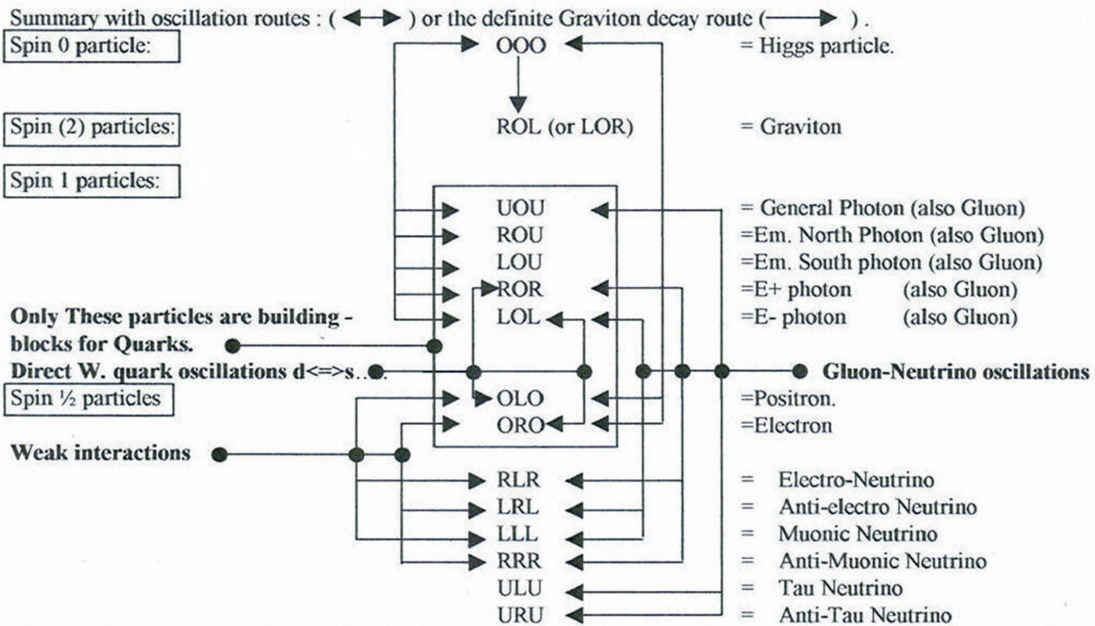 Summary with oscillation routes : ( ◄─► ) or the definite Graviton decay route (──► ) .
Spin 0 particle: OOO = Higgs particle.
Spin (2) particles: ROL (or LOR) = Graviton
Spin 1 particles:
UOU = General Photon (also Gluon)
ROU =Em. North Photon (also Gluon)
LOU =Em. South photon (also Gluon)
ROR =E+ photon (also Gluon)
LOL =E- photon (also Gluon)
Only These particles are building -
blocks for Quarks.
Direct W. quark oscillations d<=>s.... Gluon-Neutrino oscillations
Spin ½ particles OLO =Positron.
ORO =Electron
Weak interactions
RLR = Electro-Neutrino
LRL = Anti-electro Neutrino
LLL = Muonic Neutrino
RRR = Anti-Muonic Neutrino
ULU = Tau Neutrino
URU = Anti-Tau Neutrino